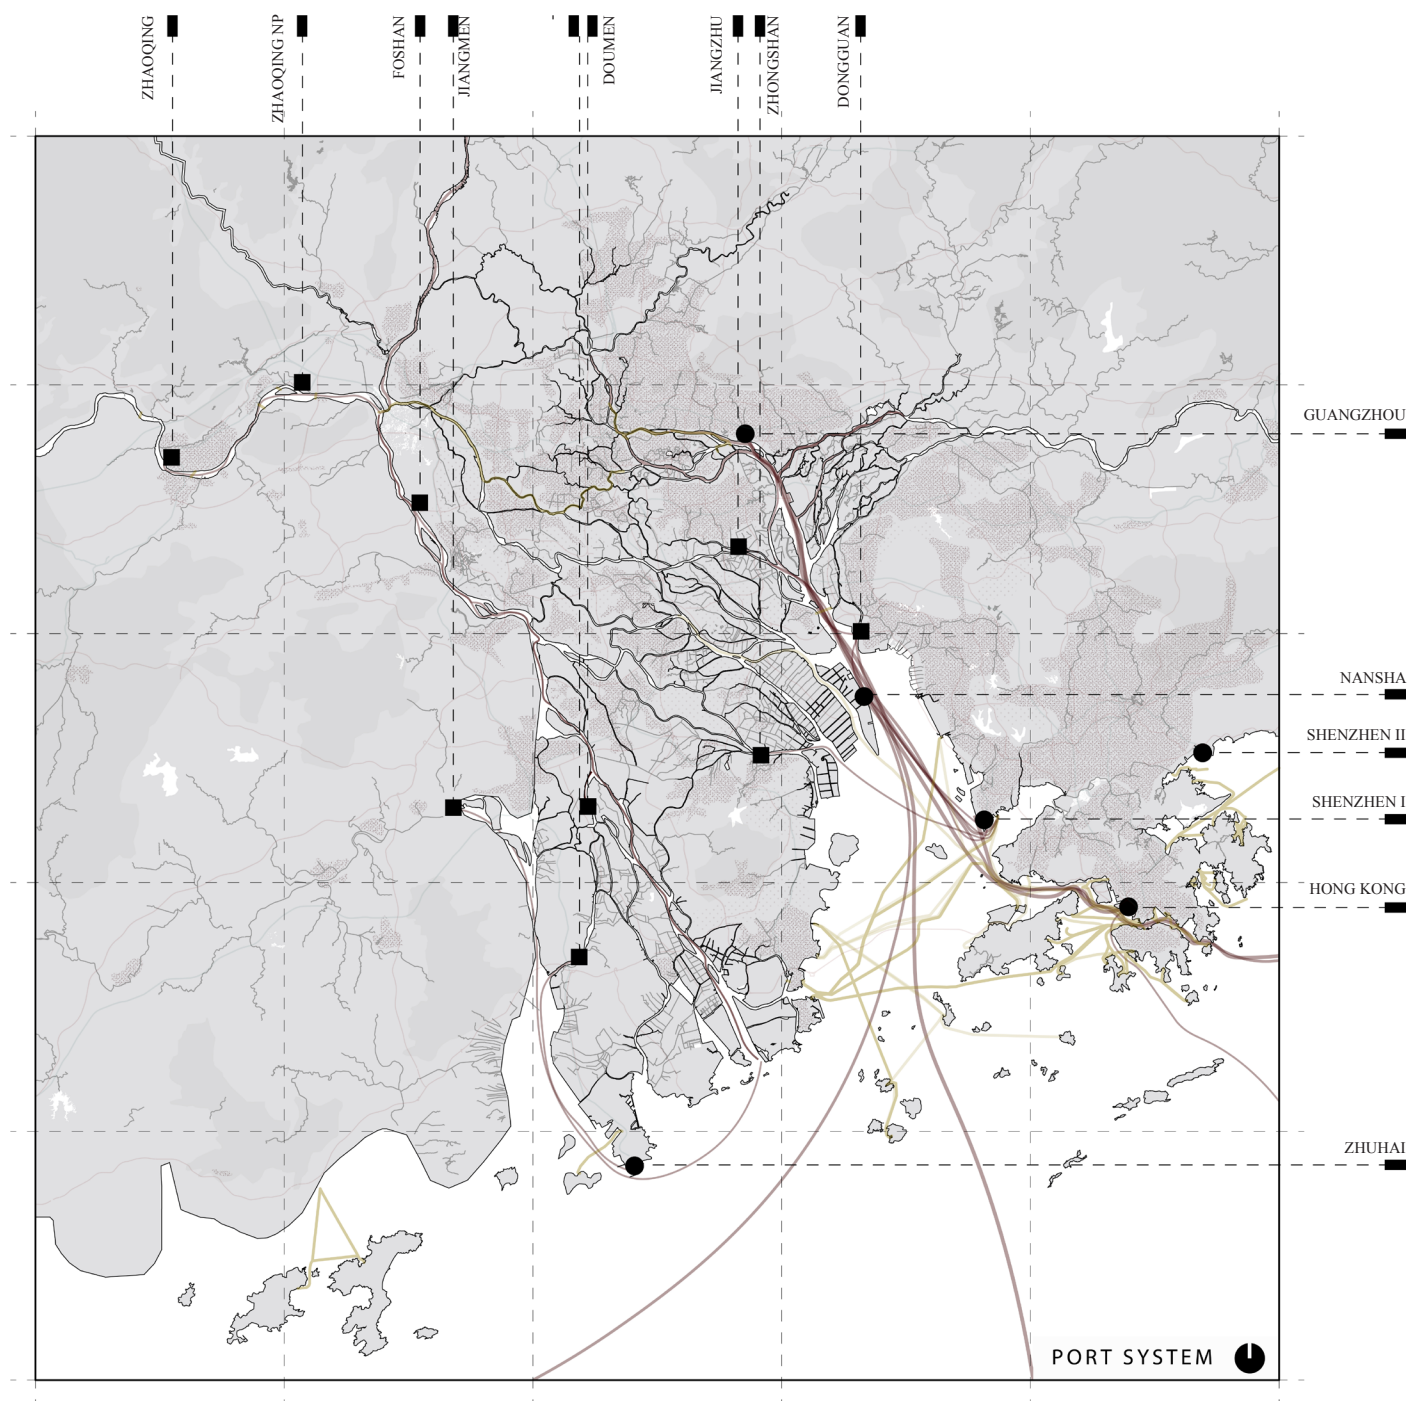 ZHAOQING
ZHAOQING NP
FOSHAN
JIANGMEN
DOUMEN
JIANGZHU
ZHONGSHAN
DONGGUAN
GUANGZHOU
NANSHA
SHENZHEN II
SHENZHEN I
HONG KONG
ZHUHAI
PORT SYSTEM